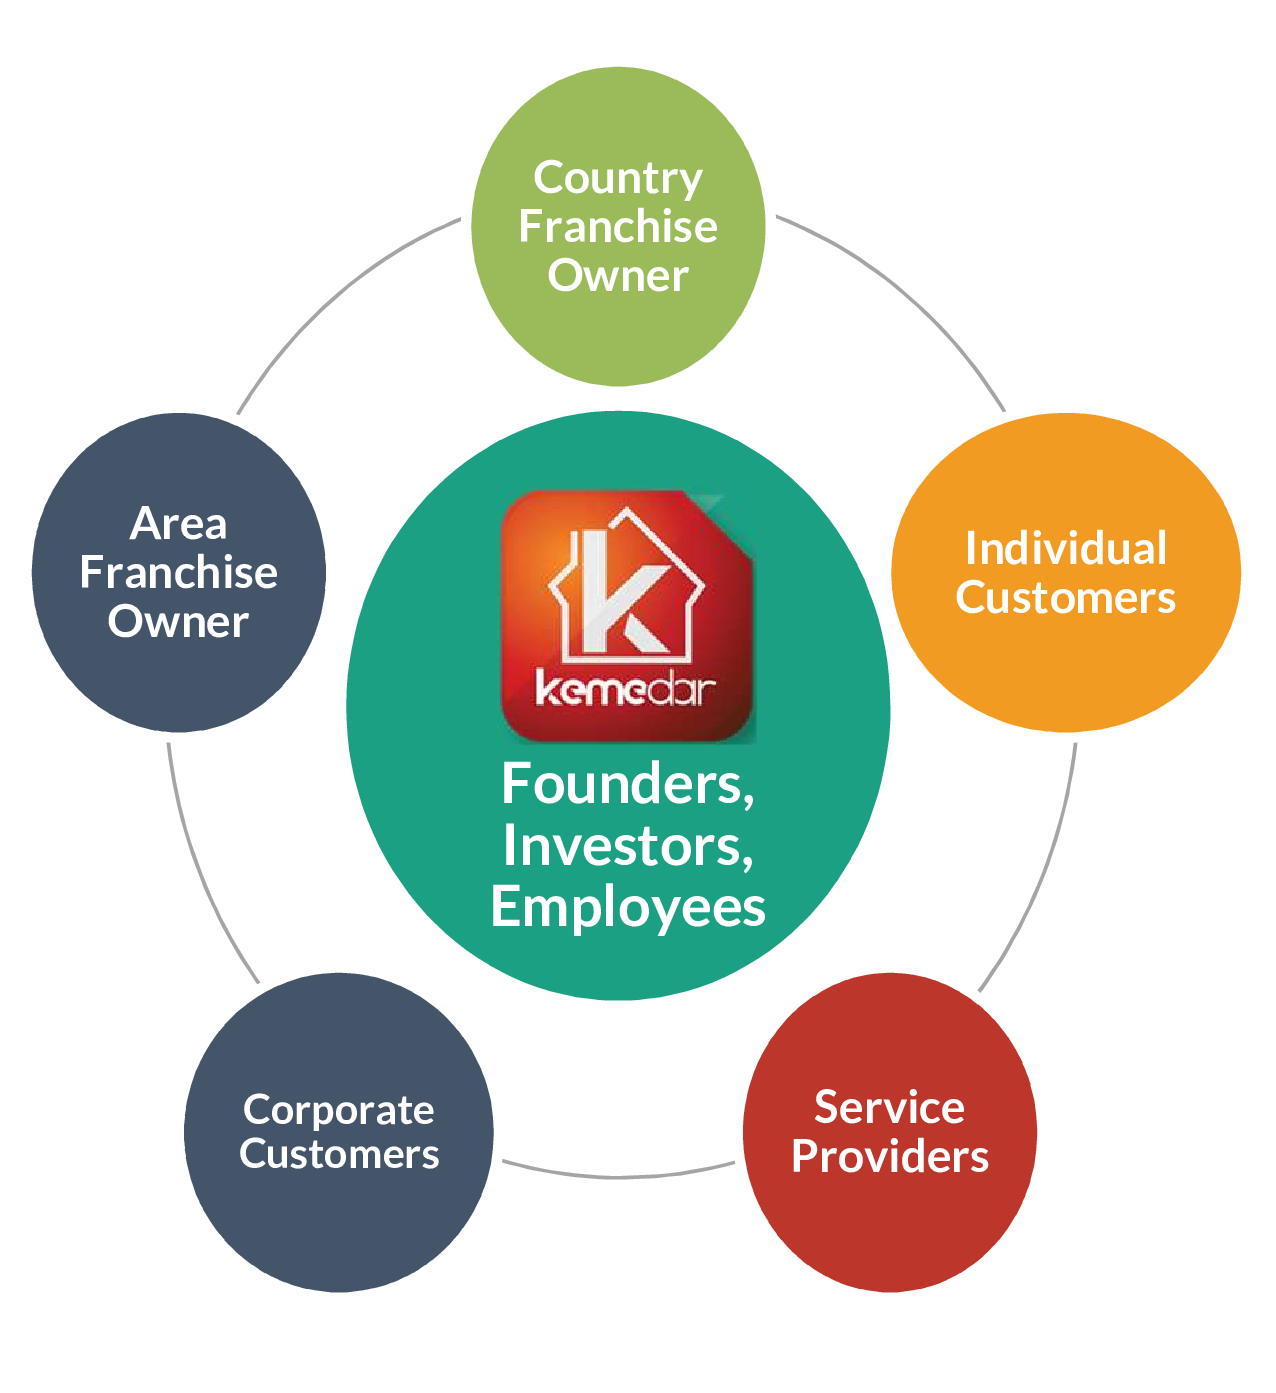 Country
Franchise
Owner
Area
Franchise
Owner
Individual
Customers
K
kemedar
Founders,
Investors,
Employees
Corporate
Customers
Service
Providers